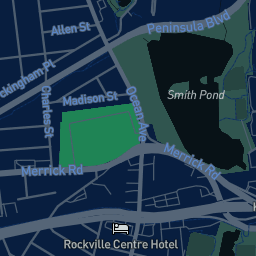 Peninsula Blvd
Allen St
ckingham Pl
Smith Pond
Madison St
Ocean Ave
Charles St
Merrick Rd
Merrick Rd
Rockville Centre Hotel